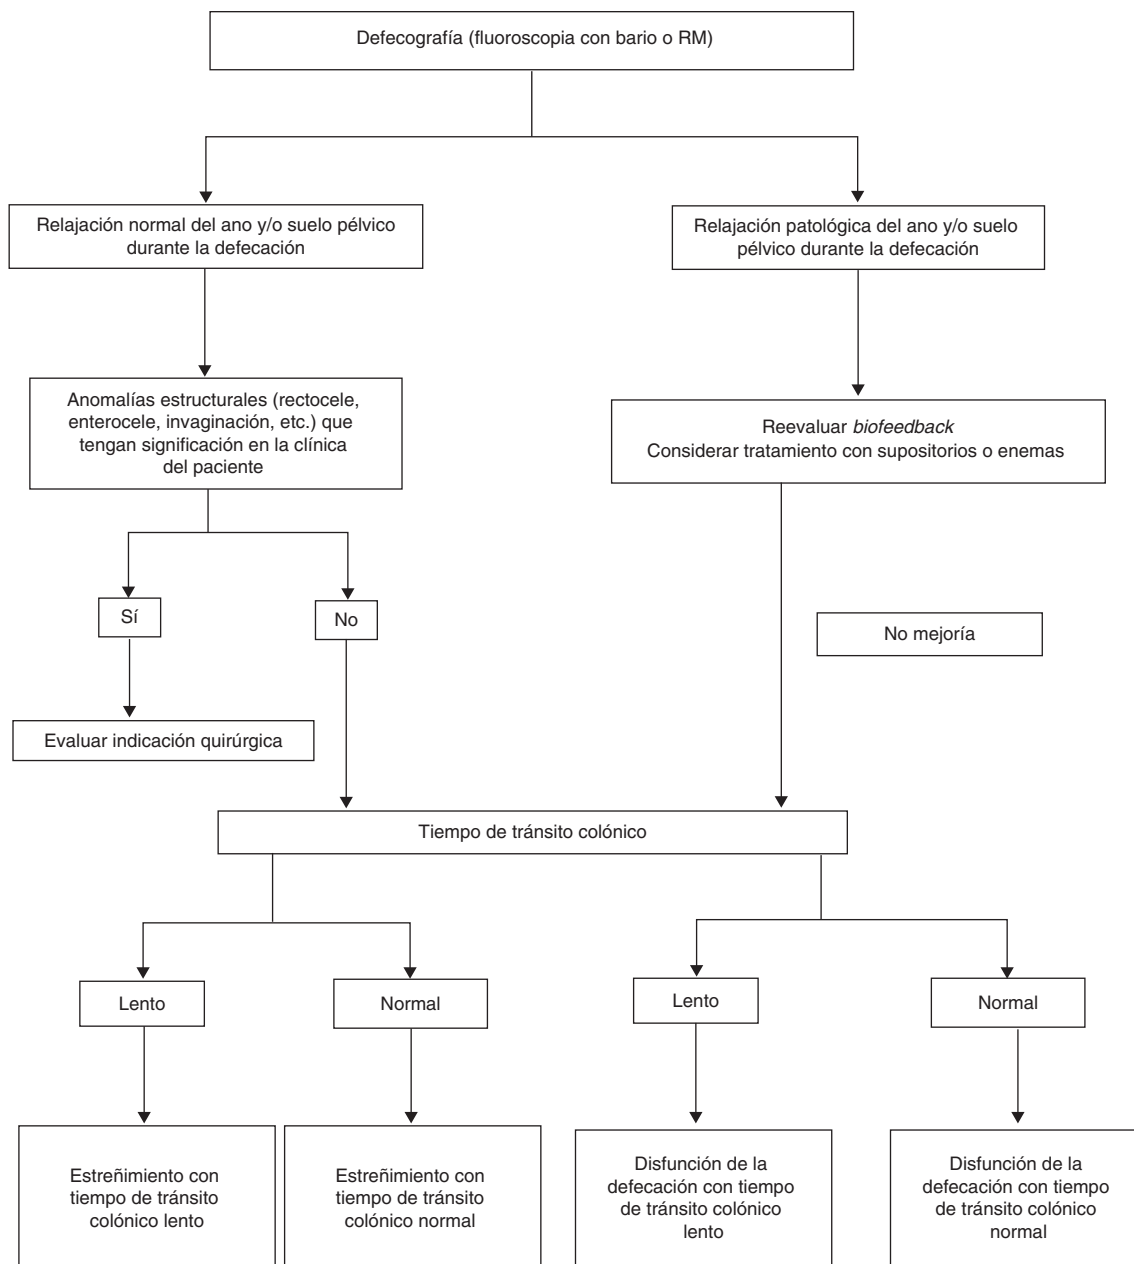 Defecografía (fluoroscopia con bario o RM)
Relajación normal del ano y/o suelo pélvico
durante la defecación
Relajación patológica del ano y/o suelo
pélvico durante la defecación
Anomalías estructurales (rectocele,
enterocele, invaginación, etc.) que
tengan significación en la clínica
del paciente
Reevaluar biofeedback
Considerar tratamiento con supositorios o enemas
Sí
No
No mejoría
Evaluar indicación quirúrgica
Tiempo de tránsito colónico
Lento
Normal
Lento
Normal
Estreñimiento con
tiempo de tránsito
colónico lento
Estreñimiento con
tiempo de tránsito
colónico normal
Disfunción de la
defecación con tiempo
de tránsito colónico
lento
Disfunción de la
defecación con tiempo
de tránsito colónico
normal